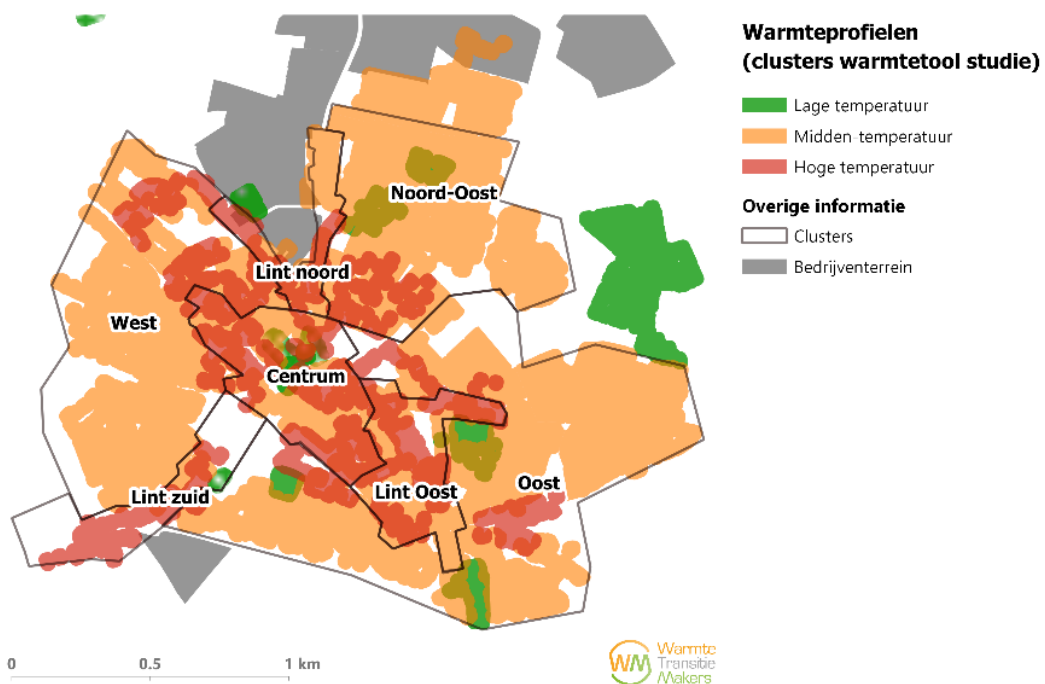 Warmteprofielen
(clusters warmtetool studie)
Lage temperatuur
Midden-temperatuur
Hoge temperatuur
Overige informatie
Clusters
Bedrijventerrein
Noord-Oost
Lint noord
West
Centrum
Lint zuid
Lint Oost
Oost
0 0.5 1 km
WM
Warmte
Transitie
Makers